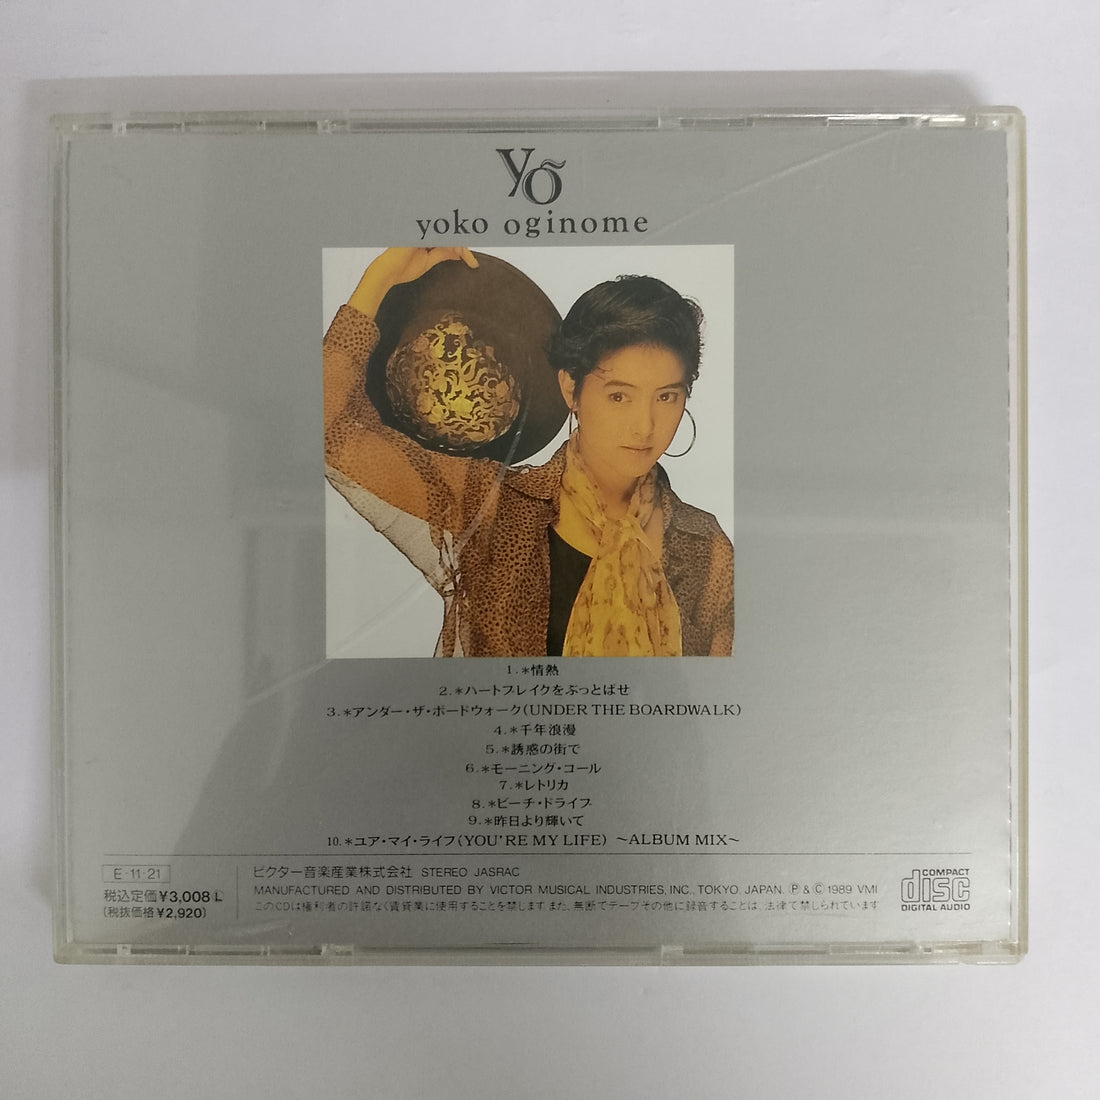 Yõ
yoko oginome
1.*情熱
2.*ハートブレイクをぶっとばせ
3.*アンダー・ザ・ボードウォーク(UNDER THE BOARDWALK)
4.*千年浪漫
5.*誘惑の街で
6.*モーニング・コール
7.*レトリカ
8.*ビーチ・ドライブ
9.*昨日より輝いて
10.*ユア・マイ・ライフ(YOU'RE MY LIFE) ～ALBUM MIX～
E・11・21
税込定価¥3,008 L
(税抜価格¥2,920)
ビクター音楽産業株式会社 STEREO JASRAC
MANUFACTURED AND DISTRIBUTED BY VICTOR MUSICAL INDUSTRIES, INC., TOKYO, JAPAN. Ⓟ & © 1989 VMI
このCDは権利者の許諾なく賃貸業に使用することを禁じます。また、無断でテープその他に録音することは、法律で禁じられています
COMPACT
disc
DIGITAL AUDIO